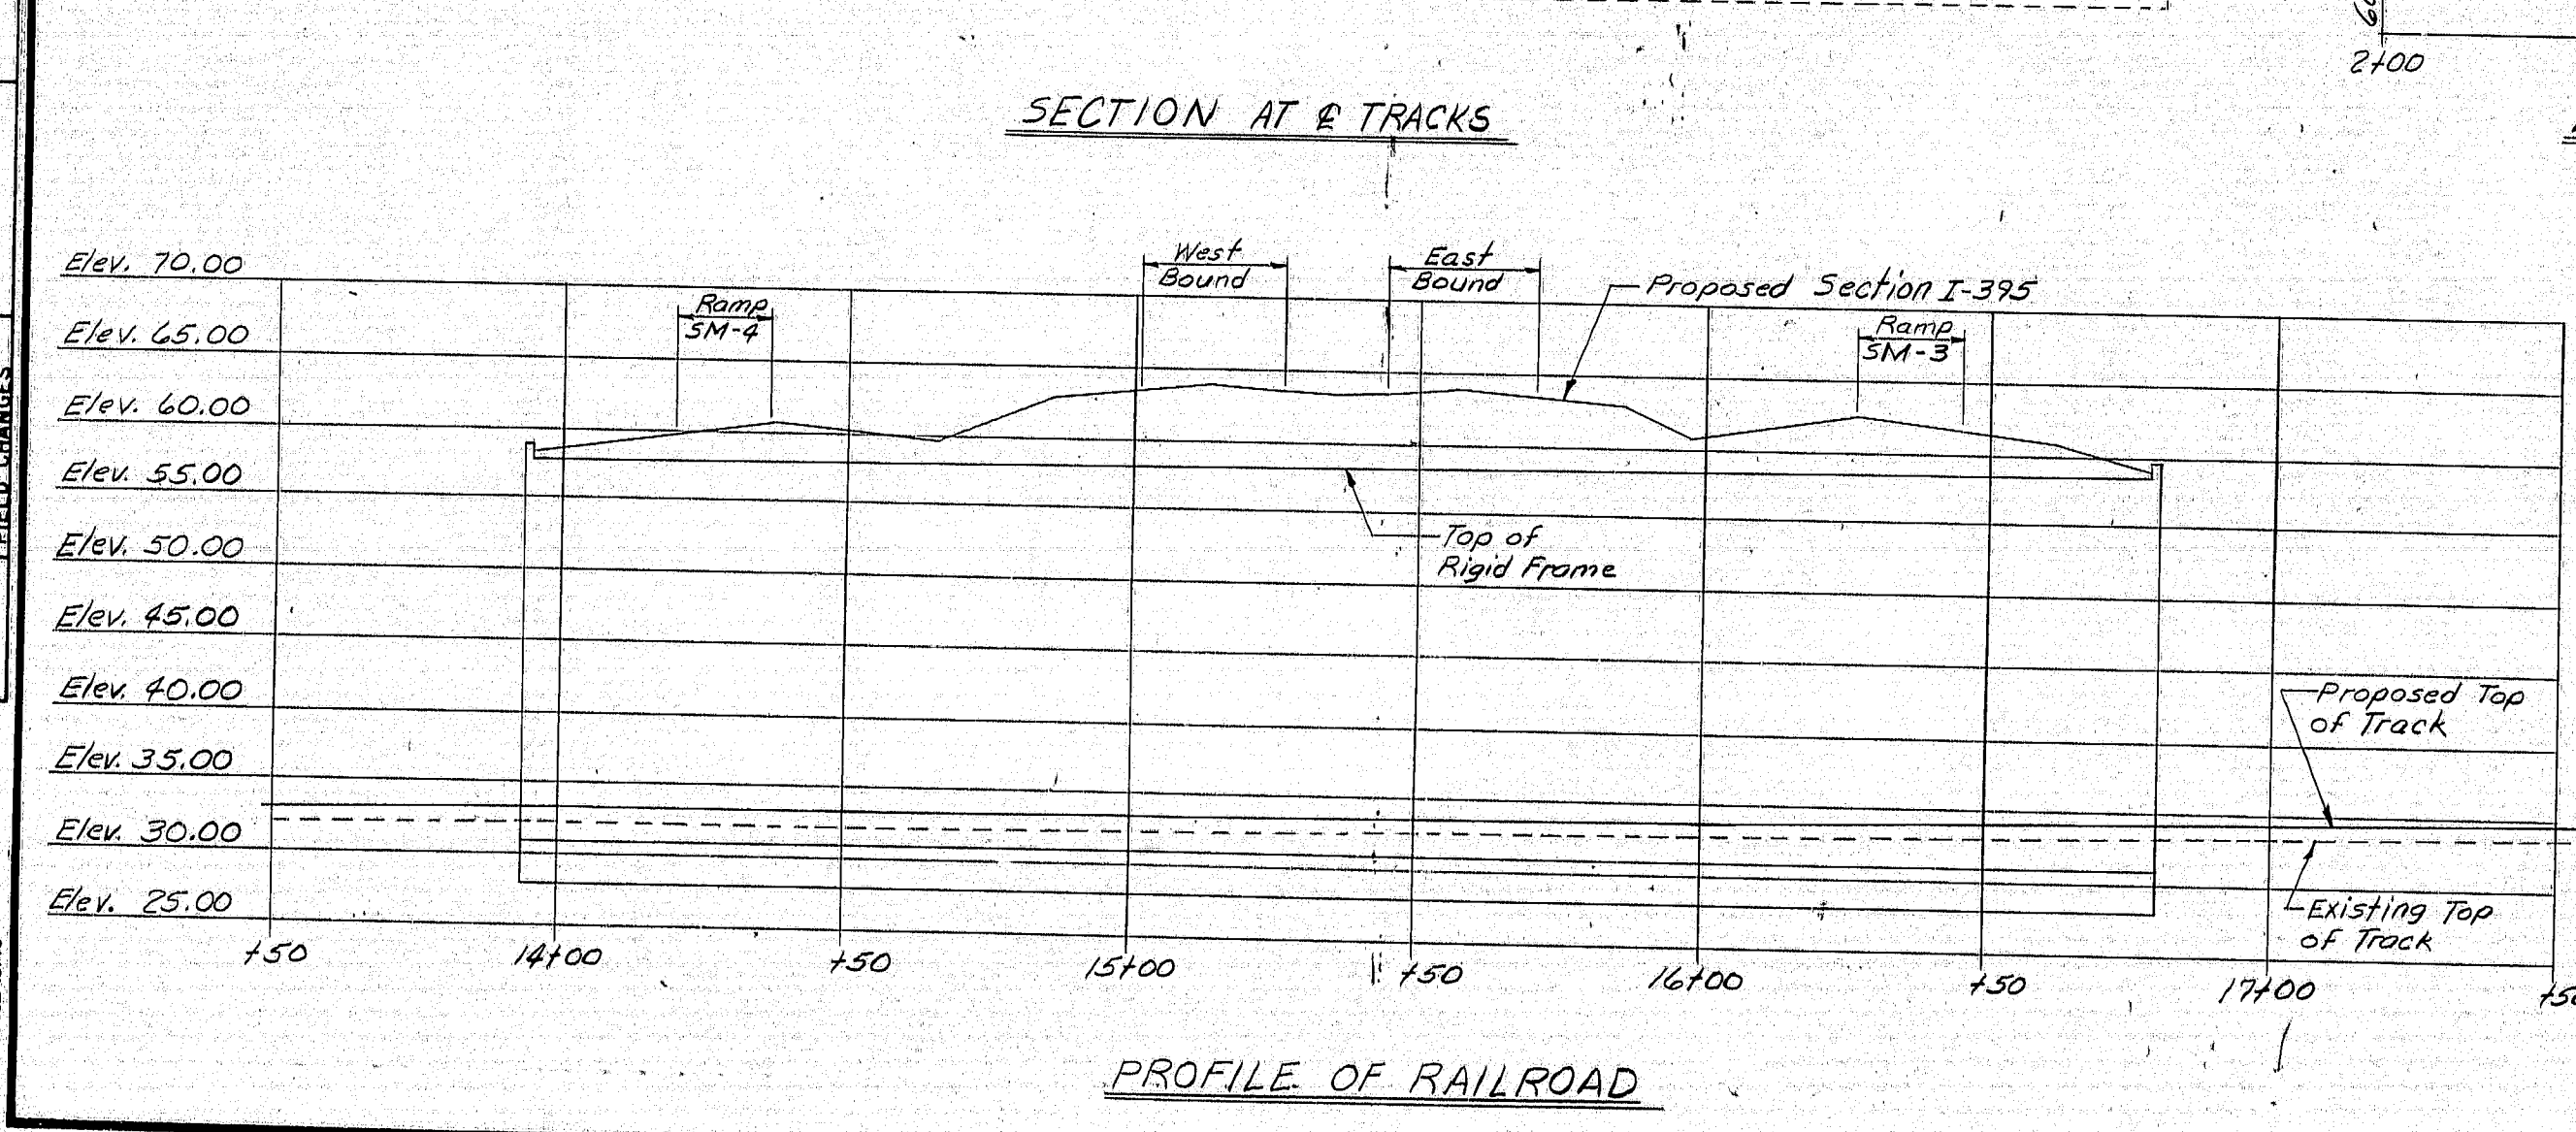 2+00
SECTION AT ℄ TRACKS
Elev. 70.00
West
Bound
East
Bound
Proposed Section I-395
Elev. 65.00
Ramp
SM-4
Ramp
SM-3
Elev. 60.00
Elev. 55.00
Elev. 50.00
Top of
Rigid Frame
Elev. 45.00
Elev. 40.00
Proposed Top
of Track
Elev. 35.00
Elev. 30.00
Elev. 25.00
Existing Top
of Track
+50
14+00
+50
15+00
+50
16+00
+50
17+00
+50
PROFILE OF RAILROAD
FIELD CHANGES